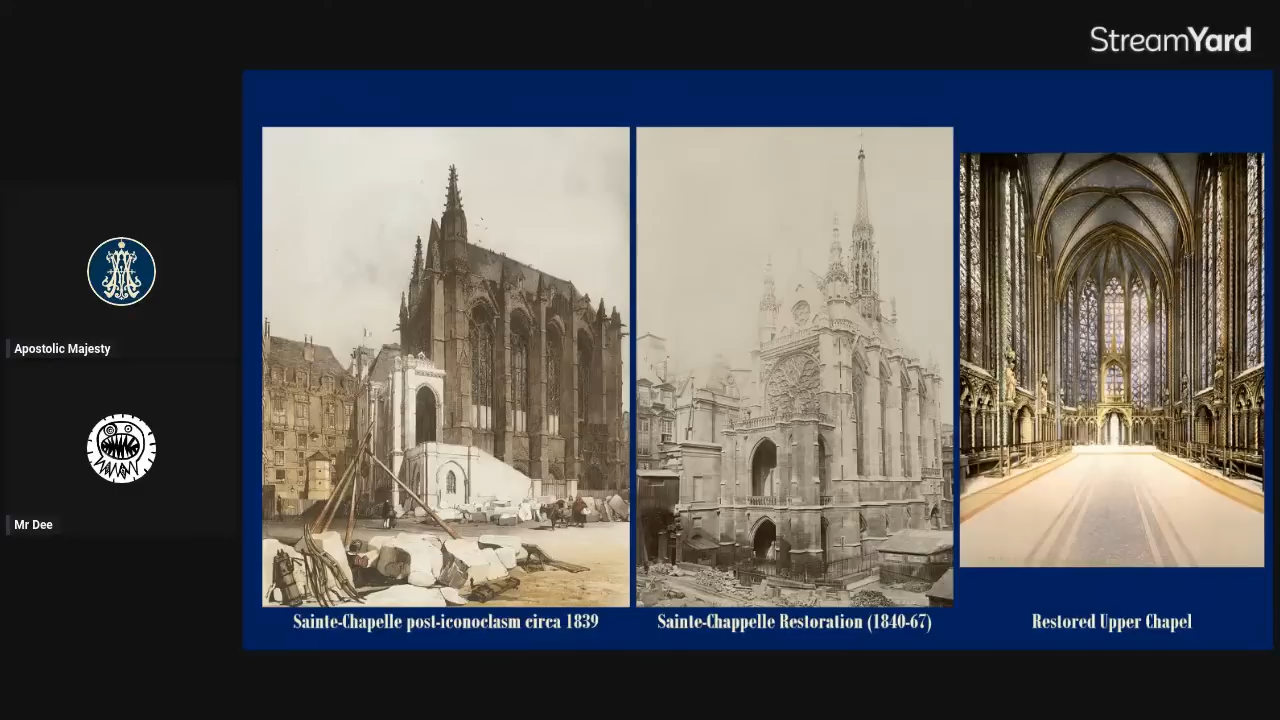 StreamYard
Apostolic Majesty
Mr Dee
Sainte-Chapelle post-iconoclasm circa 1839
Sainte-Chappelle Restoration (1840-67)
Restored Upper Chapel